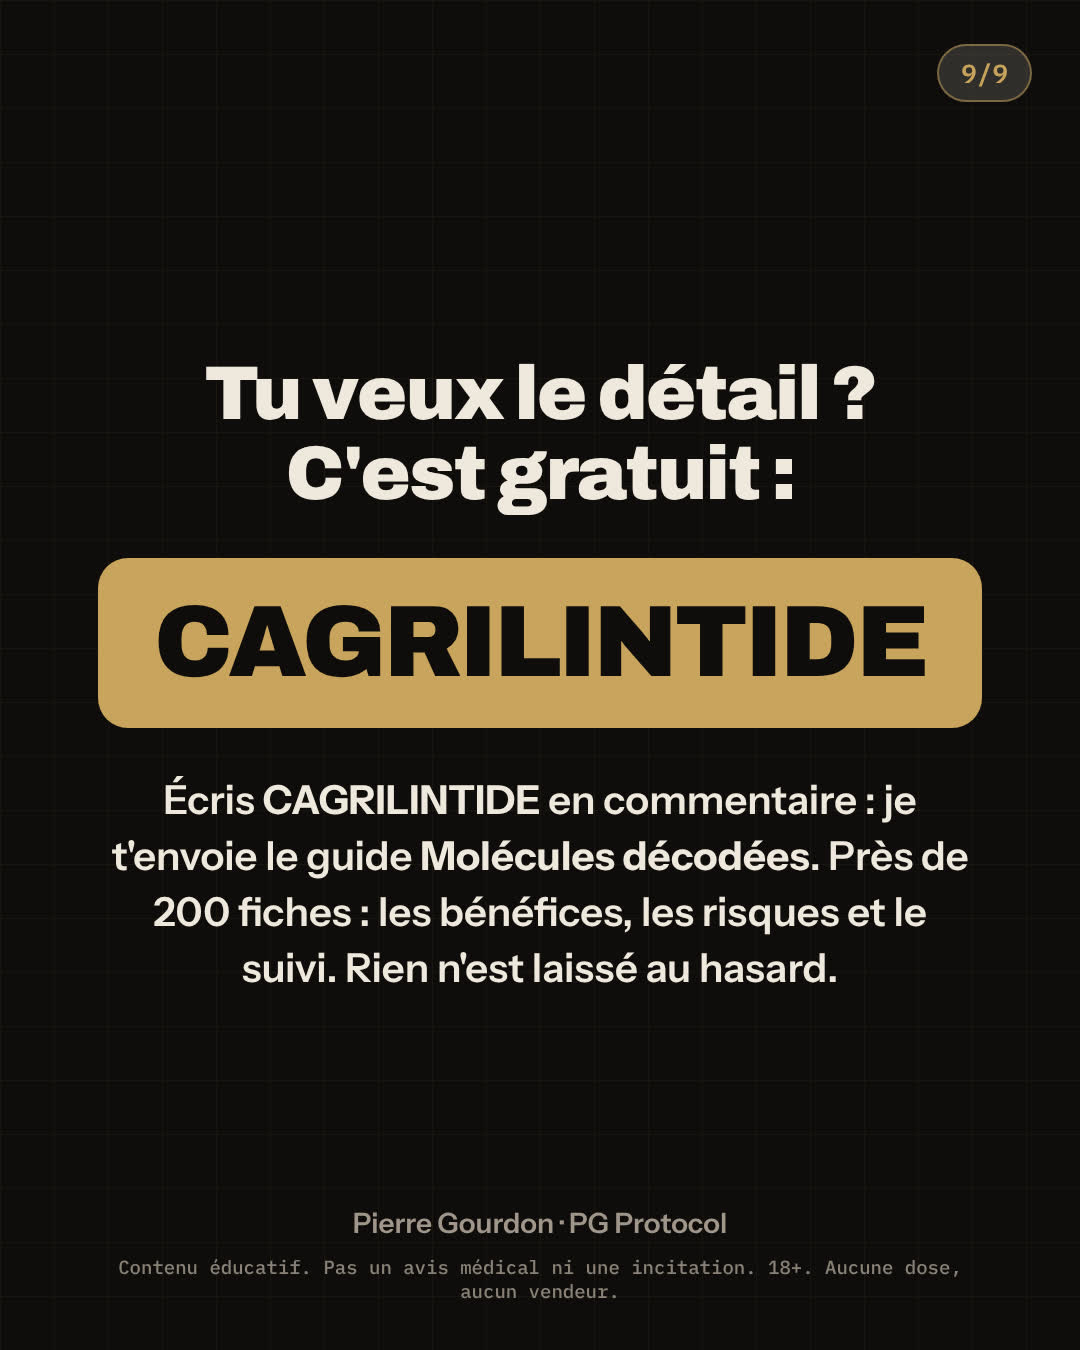 9/9
Tu veux le détail ?
C'est gratuit :
CAGRILINTIDE
Écris CAGRILINTIDE en commentaire : je
t'envoie le guide Molécules décodées. Près de
200 fiches : les bénéfices, les risques et le
suivi. Rien n'est laissé au hasard.
Pierre Gourdon · PG Protocol
Contenu éducatif. Pas un avis médical ni une incitation. 18+. Aucune dose,
aucun vendeur.